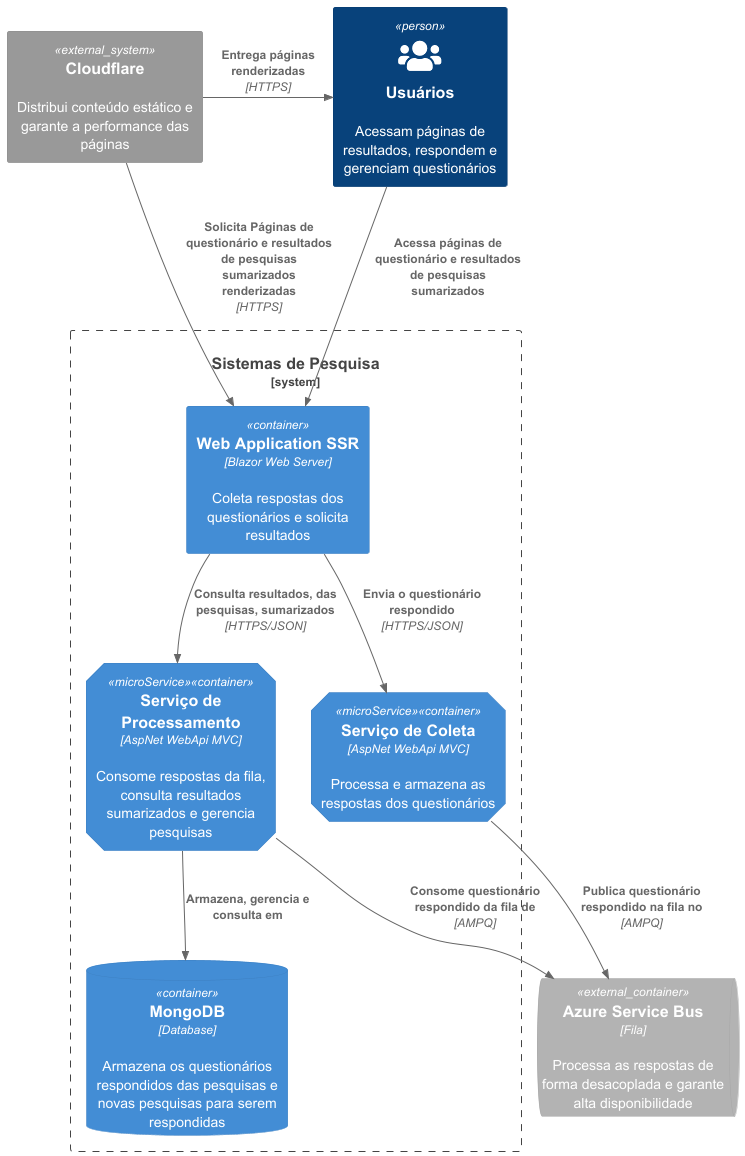 «external_system»
Cloudflare
Distribui conteúdo estático e
garante a performance das
páginas
Entrega páginas
renderizadas
[HTTPS]
«person»
Usuários
Acessam páginas de
resultados, respondem e
gerenciam questionários
Solicita Páginas de
questionário e resultados
de pesquisas
sumarizados
renderizadas
[HTTPS]
Acessa páginas de
questionário e resultados
de pesquisas
sumarizados
Sistemas de Pesquisa
[system]
«container»
Web Application SSR
[Blazor Web Server]
Coleta respostas dos
questionários e solicita
resultados
Consulta resultados, das
pesquisas, sumarizados
[HTTPS/JSON]
Envia o questionário
respondido
[HTTPS/JSON]
«microService»«container»
Serviço de
Processamento
[AspNet WebApi MVC]
Consome respostas da fila,
consulta resultados
sumarizados e gerencia
pesquisas
«microService»«container»
Serviço de Coleta
[AspNet WebApi MVC]
Processa e armazena as
respostas dos questionários
Armazena, gerencia e
consulta em
Consome questionário
respondido da fila de
[AMPQ]
Publica questionário
respondido na fila no
[AMPQ]
«container»
MongoDB
[Database]
Armazena os questionários
respondidos das pesquisas e
novas pesquisas para serem
respondidas
«external_container»
Azure Service Bus
[Fila]
Processa as respostas de
forma desacoplada e garante
alta disponibilidade